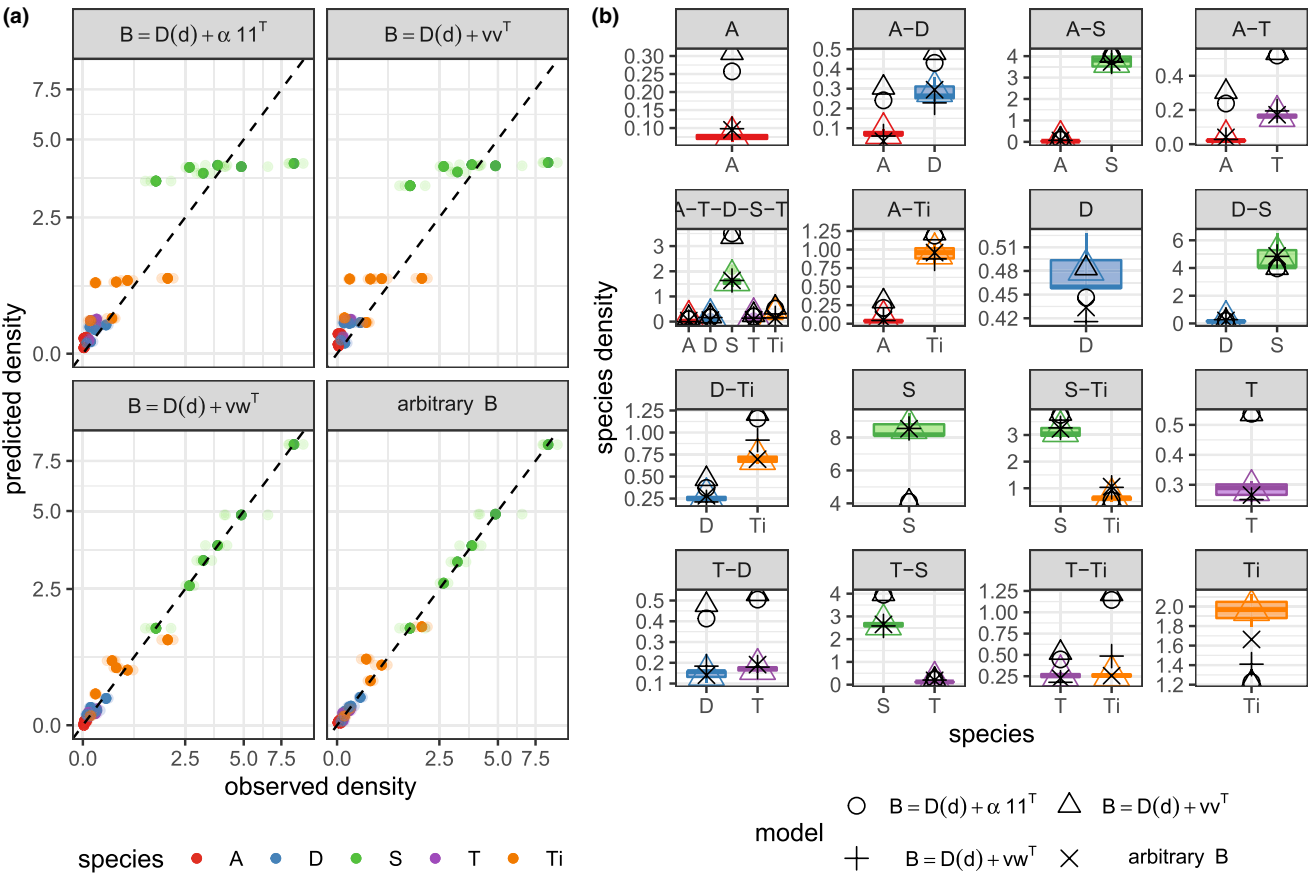 (a)
B = D(d) + α 11ᵀ
B = D(d) + vvᵀ
7.5
5.0
2.5
0.0
B = D(d) + vwᵀ
arbitrary B
7.5
5.0
2.5
0.0
0.0 2.5 5.0 7.5
0.0 2.5 5.0 7.5
predicted density
observed density
species A D S T Ti
(b)
A
0.30
0.25
0.20
0.15
0.10
A
A−D
0.5
0.4
0.3
0.2
0.1
A D
A−S
4
3
2
1
0
A S
A−T
0.4
0.2
0.0
A T
A−T−D−S−T
3
2
1
0
A D S T Ti
A−Ti
1.25
1.00
0.75
0.50
0.25
0.00
A Ti
D
0.51
0.48
0.45
0.42
D
D−S
6
4
2
0
D S
D−Ti
1.25
1.00
0.75
0.50
0.25
D Ti
S
8
6
4
S
S−Ti
3
2
1
S Ti
T
0.5
0.4
0.3
T
T−D
0.5
0.4
0.3
0.2
0.1
D T
T−S
4
3
2
1
0
S T
T−Ti
1.25
1.00
0.75
0.50
0.25
T Ti
Ti
2.0
1.8
1.6
1.4
1.2
Ti
species density
species
model
B = D(d) + α 11ᵀ
B = D(d) + vvᵀ
B = D(d) + vwᵀ
arbitrary B